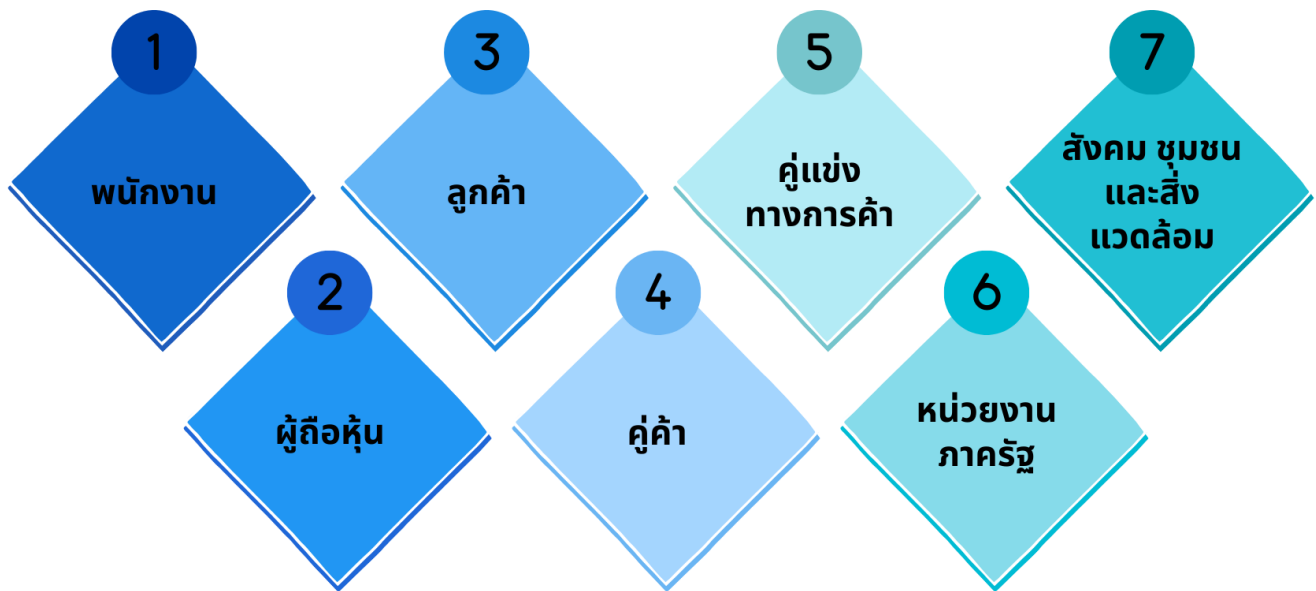 1
พนักงาน
2
ผู้ถือหุ้น
3
ลูกค้า
4
คู่ค้า
5
คู่แข่ง
ทางการค้า
6
หน่วยงาน
ภาครัฐ
7
สังคม ชุมชน
และสิ่ง
แวดล้อม